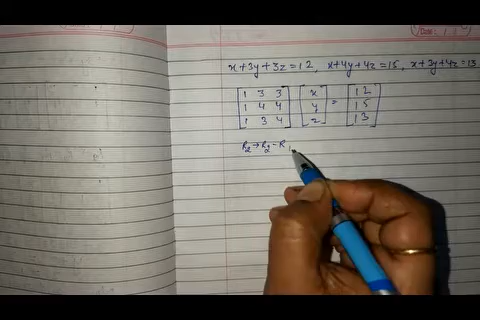 x+3y+3z=12, x+4y+4z=15, x+3y+4z=13
[1 3 3] [x] [12]
[1 4 4] [y] = [15]
[1 3 4] [z] [13]
R₂→R₂-R